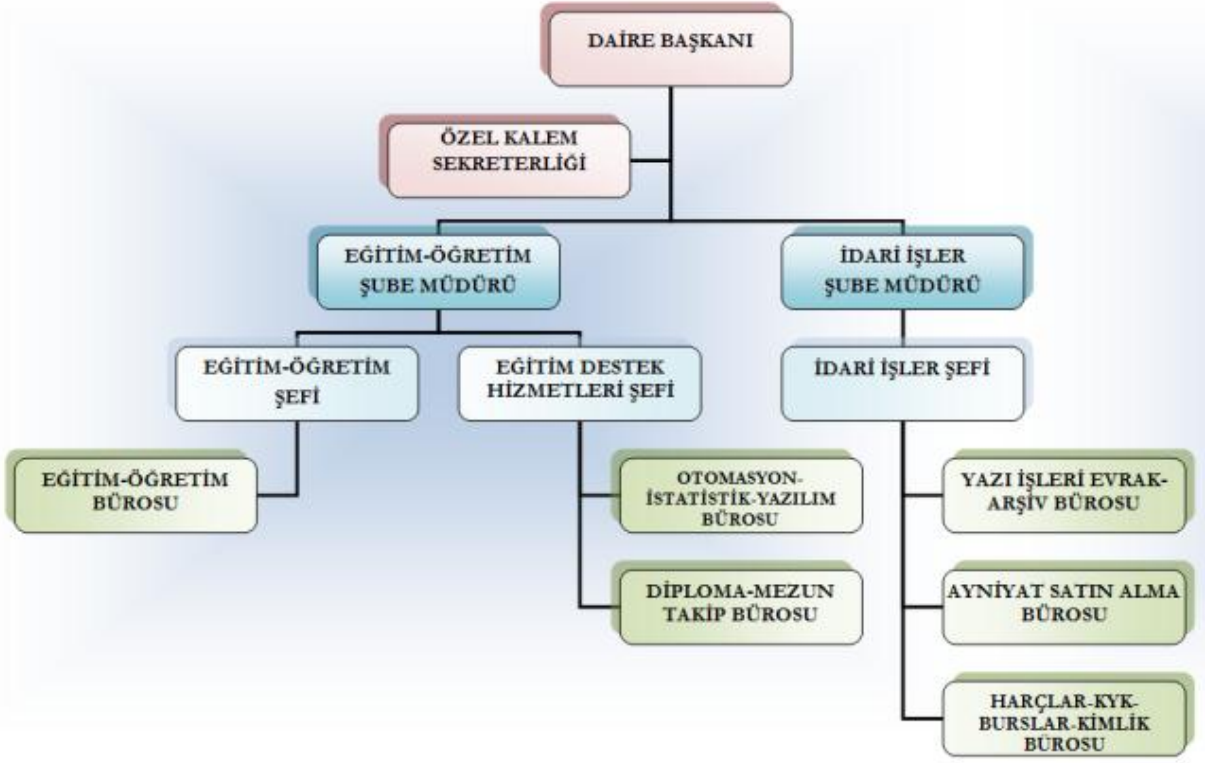 DAİRE BAŞKANI
ÖZEL KALEM
SEKRETERLİĞİ
EĞİTİM-ÖĞRETİM
ŞUBE MÜDÜRÜ
İDARİ İŞLER
ŞUBE MÜDÜRÜ
EĞİTİM-ÖĞRETİM
ŞEFİ
EĞİTİM DESTEK
HİZMETLERİ ŞEFİ
İDARİ İŞLER ŞEFİ
EĞİTİM-ÖĞRETİM
BÜROSU
OTOMASYON-
İSTATİSTİK-YAZILIM
BÜROSU
YAZI İŞLERİ EVRAK-
ARŞİV BÜROSU
DİPLOMA-MEZUN
TAKİP BÜROSU
AYNİYAT SATIN ALMA
BÜROSU
HARÇLAR-KYK-
BURSLAR-KİMLİK
BÜROSU